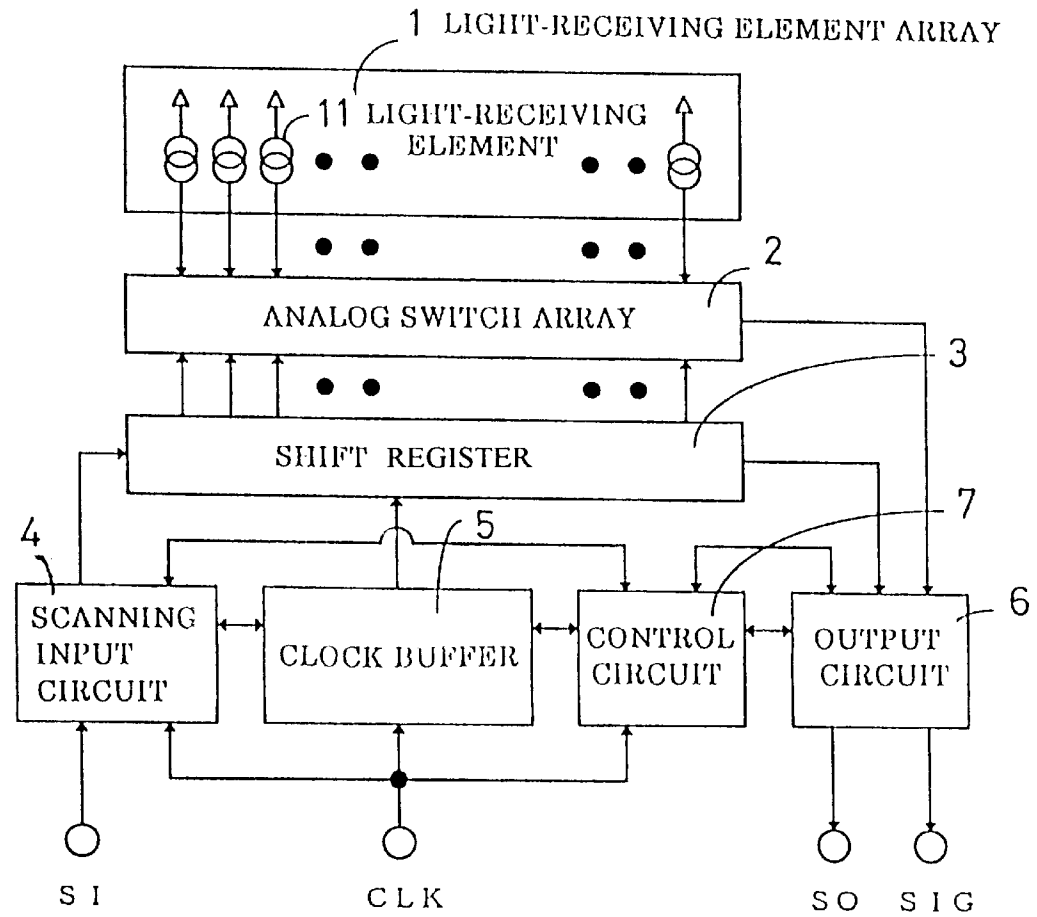 1 LIGHT-RECEIVING ELEMENT ARRAY
11 LIGHT-RECEIVING
ELEMENT
2
ANALOG SWITCH ARRAY
3
SHIFT REGISTER
4
5
7
SCANNING
INPUT
CIRCUIT
CLOCK BUFFER
CONTROL
CIRCUIT
6
OUTPUT
CIRCUIT
SI
CLK
SO
SIG